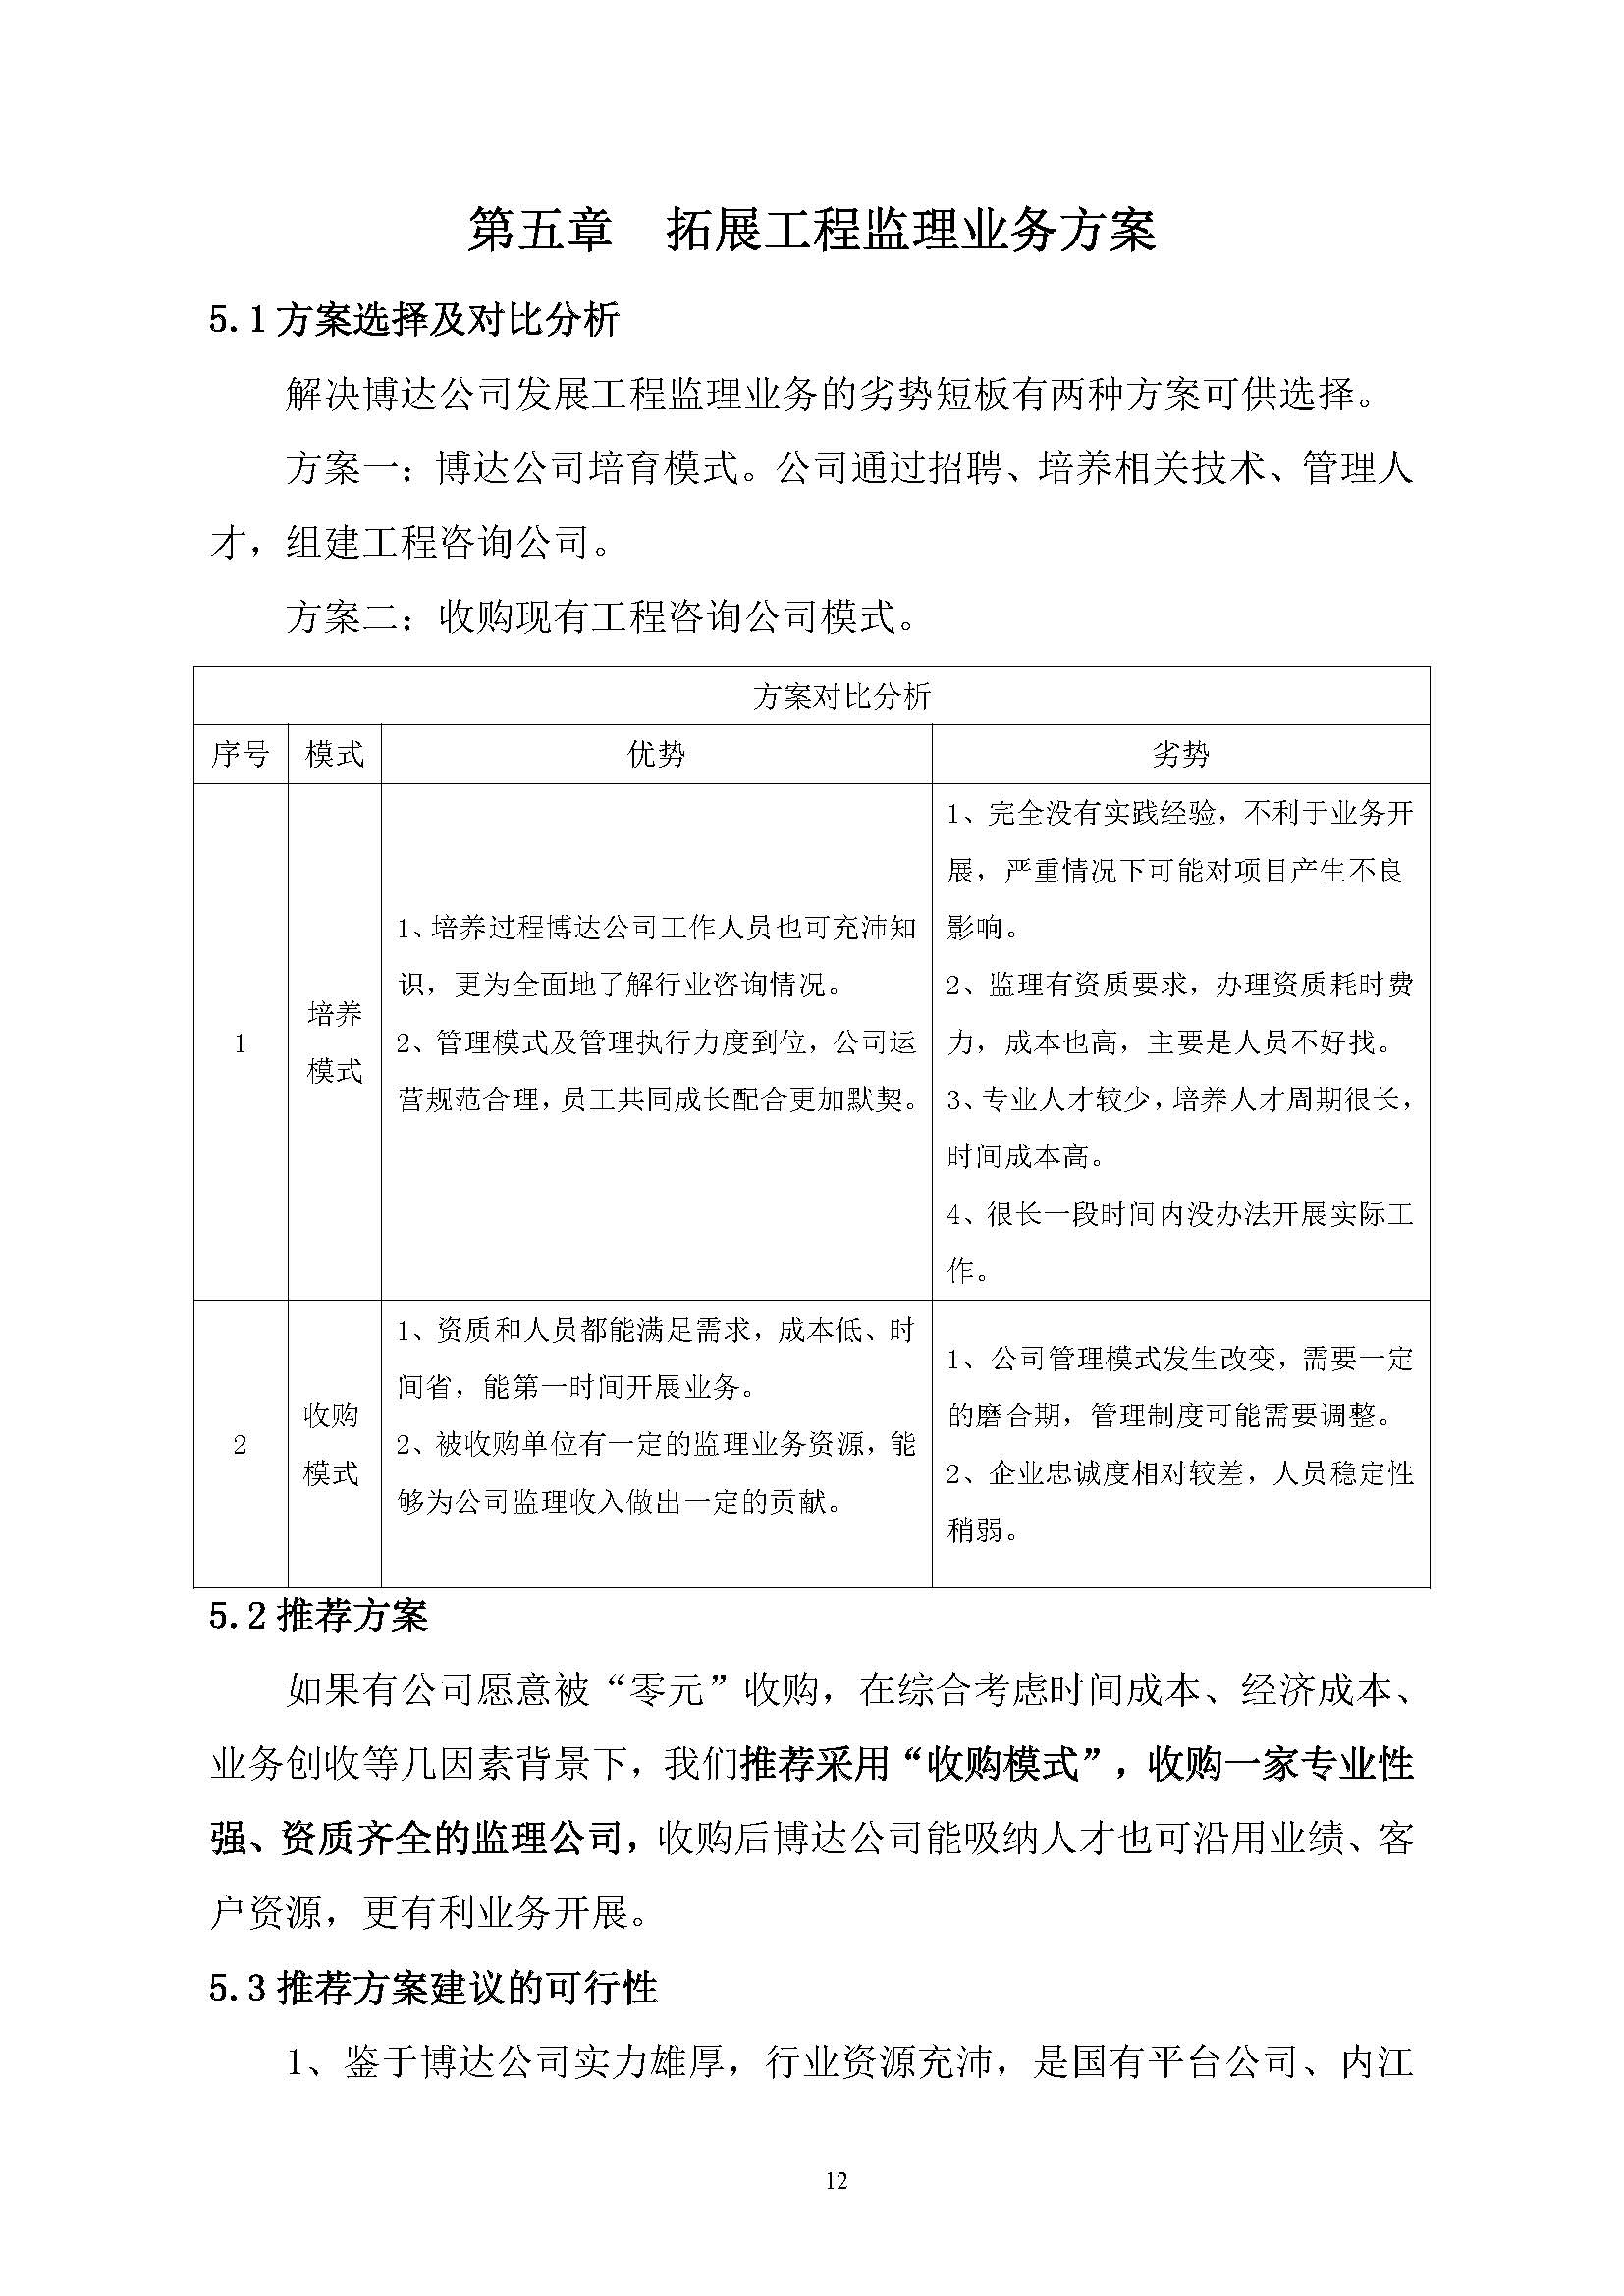 第五章　拓展工程监理业务方案
5.1方案选择及对比分析
解决博达公司发展工程监理业务的劣势短板有两种方案可供选择。
方案一：博达公司培育模式。公司通过招聘、培养相关技术、管理人
才，组建工程咨询公司。
方案二：收购现有工程咨询公司模式。
方案对比分析
序号 模式 优势 劣势
1
培养
模式
1、培养过程博达公司工作人员也可充沛知
识，更为全面地了解行业咨询情况。
2、管理模式及管理执行力度到位，公司运
营规范合理，员工共同成长配合更加默契。
1、完全没有实践经验，不利于业务开
展，严重情况下可能对项目产生不良
影响。
2、监理有资质要求，办理资质耗时费
力，成本也高，主要是人员不好找。
3、专业人才较少，培养人才周期很长，
时间成本高。
4、很长一段时间内没办法开展实际工
作。
2
收购
模式
1、资质和人员都能满足需求，成本低、时
间省，能第一时间开展业务。
2、被收购单位有一定的监理业务资源，能
够为公司监理收入做出一定的贡献。
1、公司管理模式发生改变，需要一定
的磨合期，管理制度可能需要调整。
2、企业忠诚度相对较差，人员稳定性
稍弱。
5.2推荐方案
如果有公司愿意被“零元”收购，在综合考虑时间成本、经济成本、
业务创收等几因素背景下，我们推荐采用“收购模式”，收购一家专业性
强、资质齐全的监理公司，收购后博达公司能吸纳人才也可沿用业绩、客
户资源，更有利业务开展。
5.3推荐方案建议的可行性
1、鉴于博达公司实力雄厚，行业资源充沛，是国有平台公司、内江
12